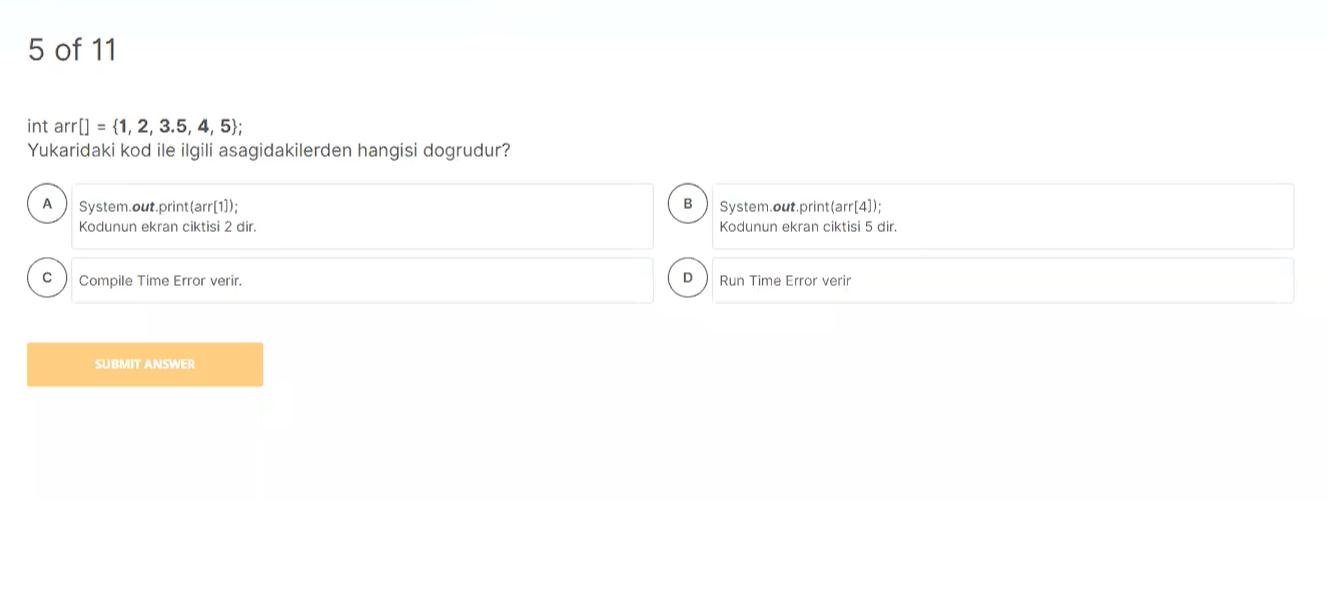 5 of 11
int arr[] = {1, 2, 3.5, 4, 5};
Yukaridaki kod ile ilgili asagidakilerden hangisi dogrudur?
A
System.out.print(arr[1]);
Kodunun ekran ciktisi 2 dir.
B
System.out.print(arr[4]);
Kodunun ekran ciktisi 5 dir.
C
Compile Time Error verir.
D
Run Time Error verir
SUBMIT ANSWER